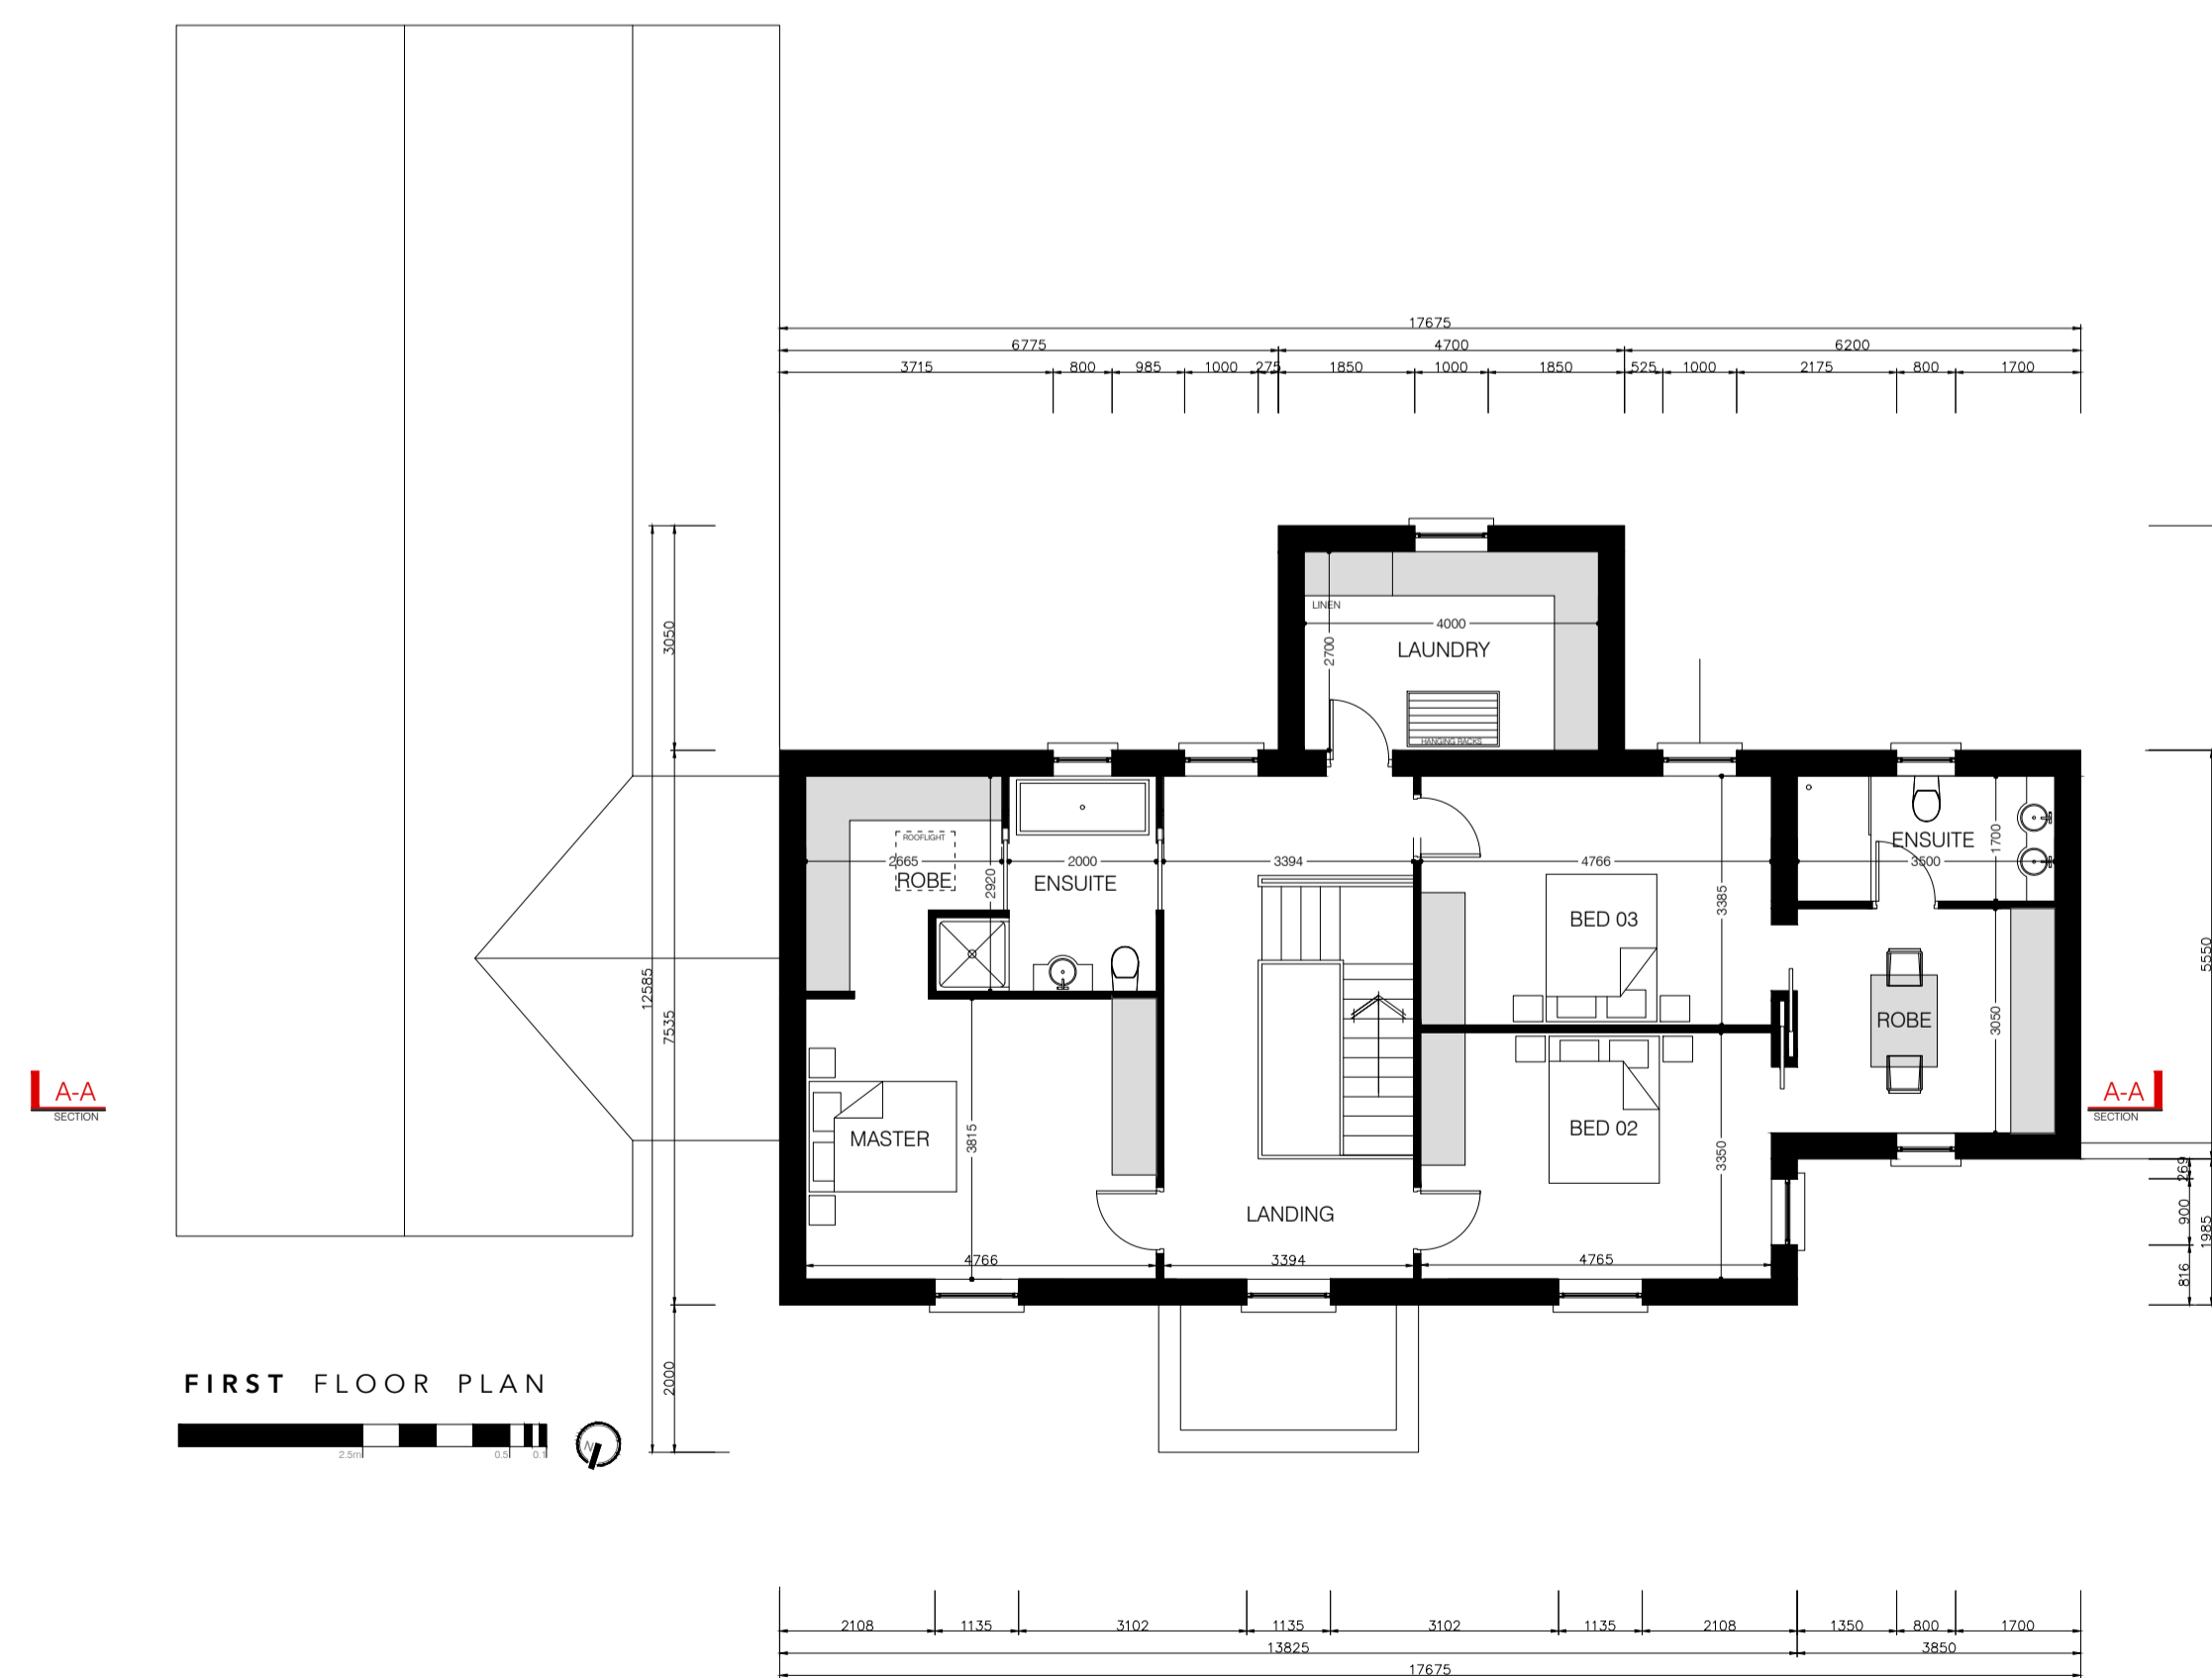 17675
6775 4700 6200
3715 800 985 1000 275 1850 1000 1850 525 1000 2175 800 1700
3050
12585
7535
2000
LINEN
4000
2700
LAUNDRY
HANGING RACKS
ROOFLIGHT
2665
ROBE
2920
2000
ENSUITE
3394
4766
3385
BED 03
ENSUITE
3500
1700
ROBE
3050
5550
A-A
SECTION
MASTER
3815
4766
LANDING
3394
BED 02
3350
4765
A-A
SECTION
269
900
1985
816
FIRST FLOOR PLAN
2.5m 0.5 0.1
N
2108 1135 3102 1135 3102 1135 2108 1350 800 1700
13825 3850
17675